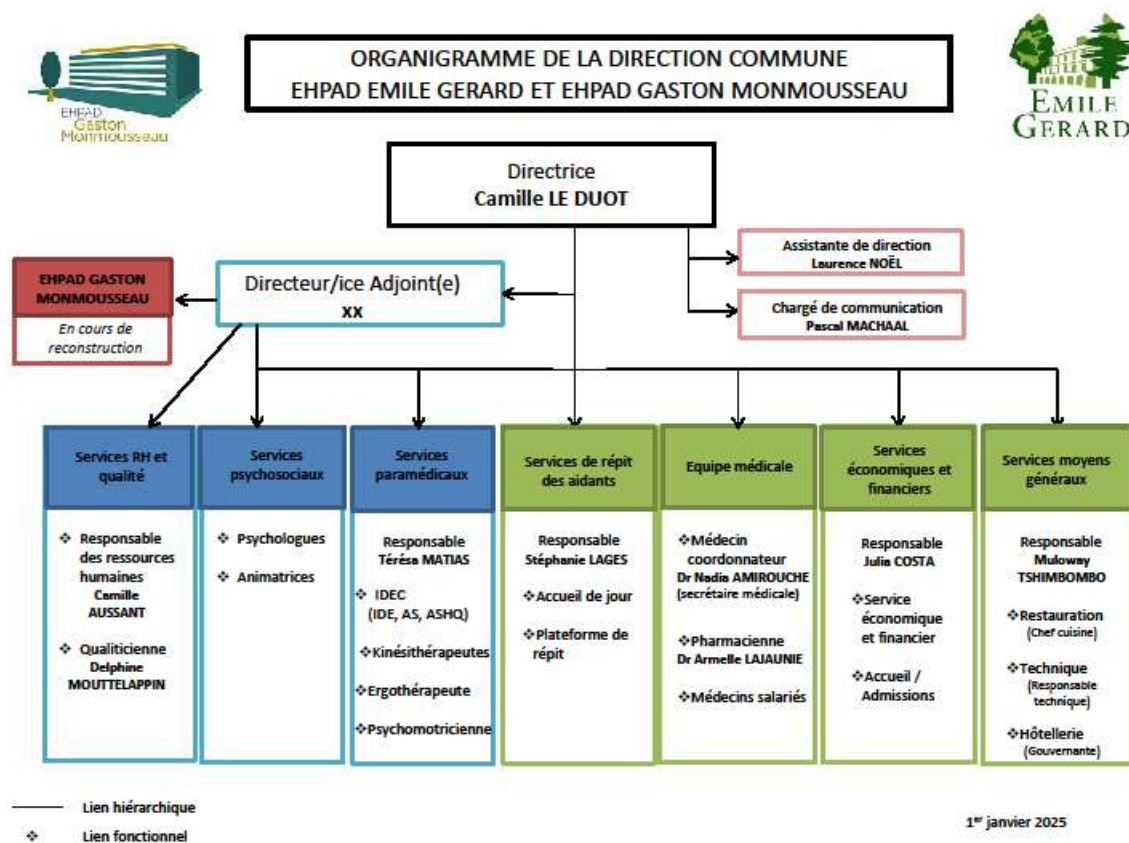 EHPAD
Gaston
Monmousseau
ORGANIGRAMME DE LA DIRECTION COMMUNE
EHPAD EMILE GERARD ET EHPAD GASTON MONMOUSSEAU
EMILE
GERARD
Directrice
Camille LE DUOT
Assistante de direction
Laurence NOËL
Chargé de communication
Pascal MACHAAL
Directeur/ice Adjoint(e)
XX
EHPAD GASTON
MONMOUSSEAU
En cours de
reconstruction
Services RH et
qualité
❖ Responsable
des ressources
humaines
Camille
AUSSANT
❖ Qualiticienne
Delphine
MOUTTELAPPIN
Services
psychosociaux
❖ Psychologues
❖ Animatrices
Services
paramédicaux
Responsable
Térésa MATIAS
❖ IDEC
(IDE, AS, ASHQ)
❖Kinésithérapeutes
❖Ergothérapeute
❖Psychomotricienne
Services de répit
des aidants
Responsable
Stéphanie LAGES
❖Accueil de jour
❖Plateforme de
répit
Equipe médicale
❖Médecin
coordonnateur
Dr Nadia AMIROUCHE
(secrétaire médicale)
❖Pharmacienne
Dr Armelle LAJAUNIE
❖Médecins salariés
Services
économiques et
financiers
Responsable
Julia COSTA
❖Service
économique
et financier
❖Accueil /
Admissions
Services moyens
généraux
Responsable
Muloway
TSHIMBOMBO
❖Restauration
(Chef cuisine)
❖Technique
(Responsable
technique)
❖Hôtellerie
(Gouvernante)
Lien hiérarchique
❖ Lien fonctionnel
1er janvier 2025